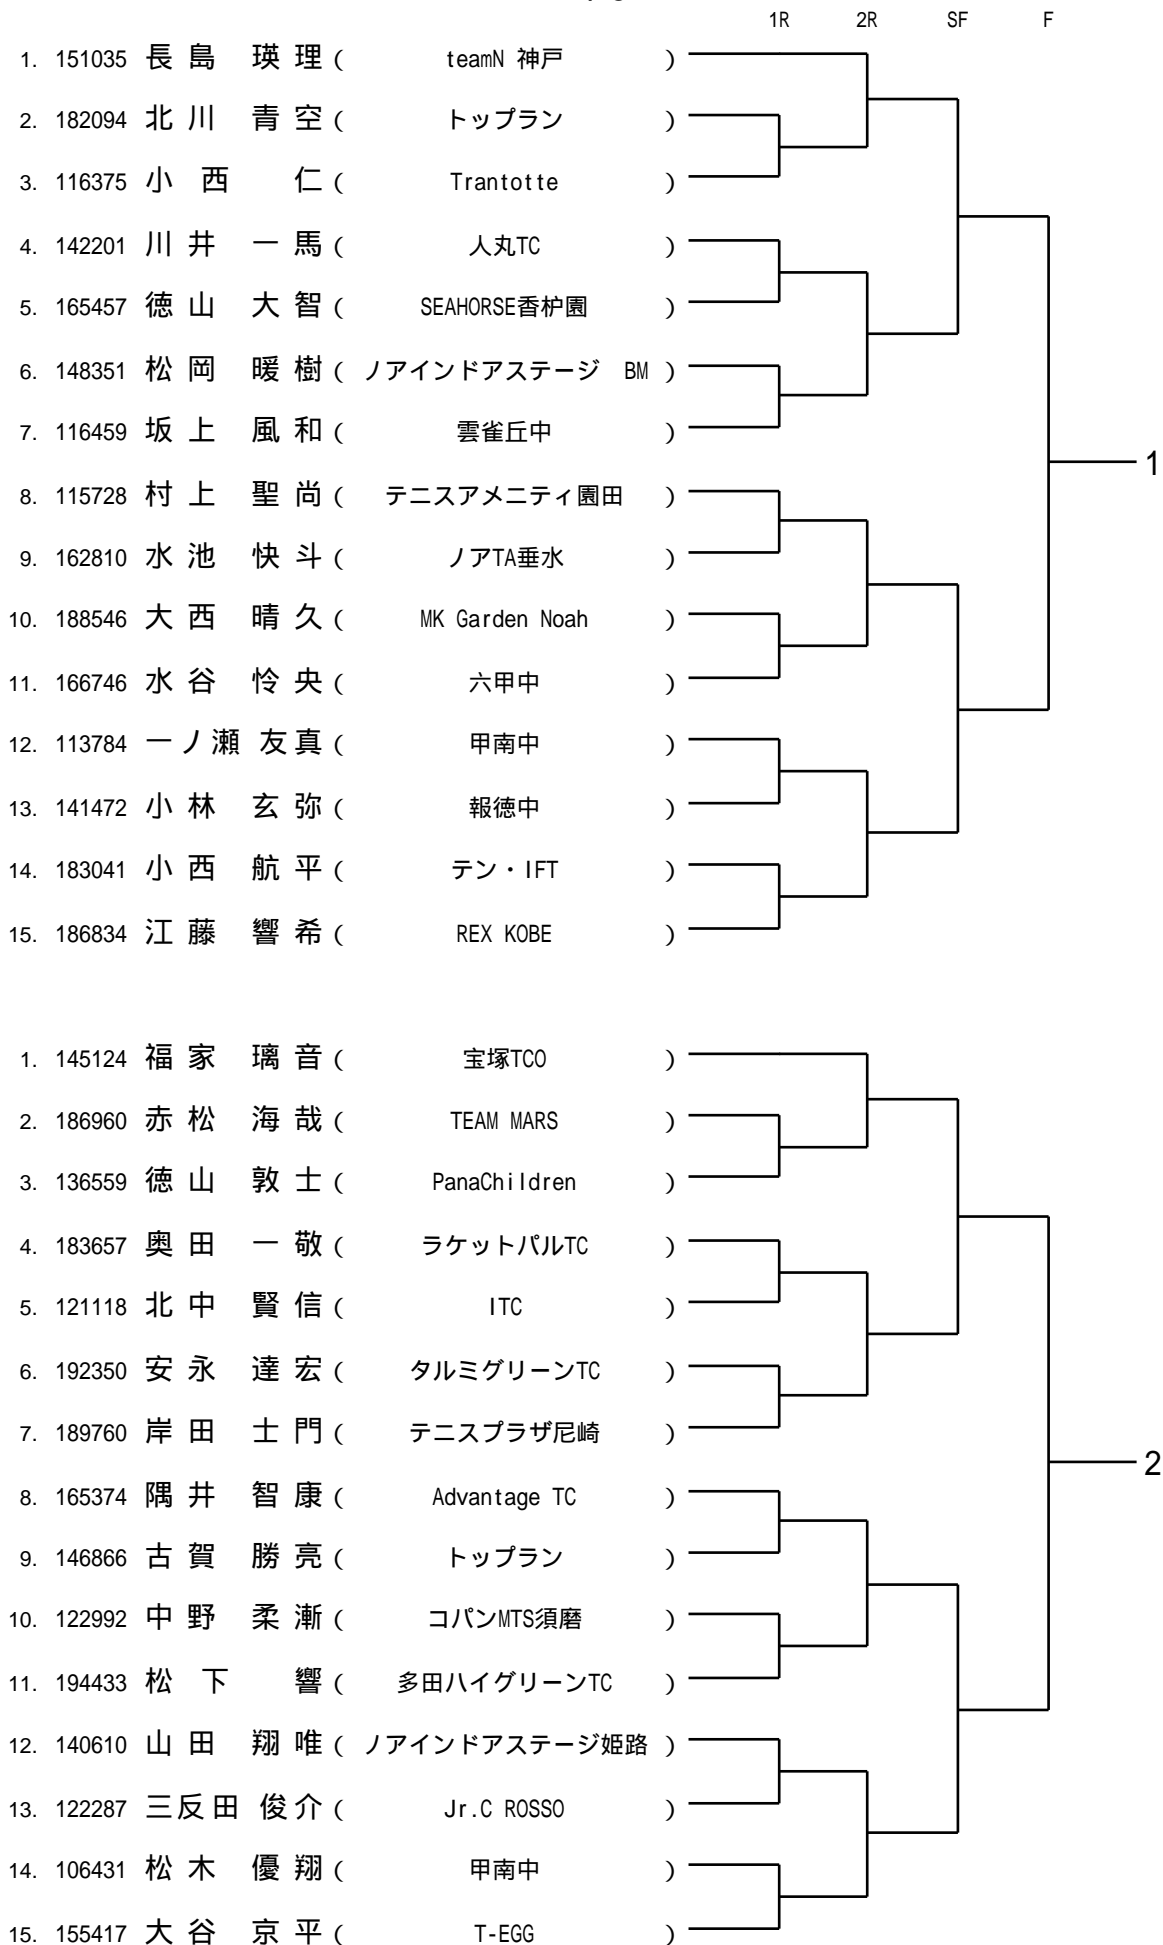 1R 2R SF F
1. 151035 長島 瑛理 ( teamN 神戸 )
2. 182094 北川 青空 ( トップラン )
3. 116375 小西 仁 ( Trantotte )
4. 142201 川井 一馬 ( 人丸TC )
5. 165457 徳山 大智 ( SEAHORSE香枦園 )
6. 148351 松岡 暖樹 ( ノアインドアステージ BM )
7. 116459 坂上 風和 ( 雲雀丘中 )
1
8. 115728 村上 聖尚 ( テニスアメニティ園田 )
9. 162810 水池 快斗 ( ノアTA垂水 )
10. 188546 大西 晴久 ( MK Garden Noah )
11. 166746 水谷 怜央 ( 六甲中 )
12. 113784 一ノ瀬 友真 ( 甲南中 )
13. 141472 小林 玄弥 ( 報徳中 )
14. 183041 小西 航平 ( テン・IFT )
15. 186834 江藤 響希 ( REX KOBE )
1. 145124 福家 璃音 ( 宝塚TCO )
2. 186960 赤松 海哉 ( TEAM MARS )
3. 136559 徳山 敦士 ( PanaChildren )
4. 183657 奥田 一敬 ( ラケットパルTC )
5. 121118 北中 賢信 ( ITC )
6. 192350 安永 達宏 ( タルミグリーンTC )
7. 189760 岸田 士門 ( テニスプラザ尼崎 )
2
8. 165374 隅井 智康 ( Advantage TC )
9. 146866 古賀 勝亮 ( トップラン )
10. 122992 中野 柔漸 ( コパンMTS須磨 )
11. 194433 松下 響 ( 多田ハイグリーンTC )
12. 140610 山田 翔唯 ( ノアインドアステージ姫路 )
13. 122287 三反田 俊介 ( Jr.C ROSSO )
14. 106431 松木 優翔 ( 甲南中 )
15. 155417 大谷 京平 ( T-EGG )